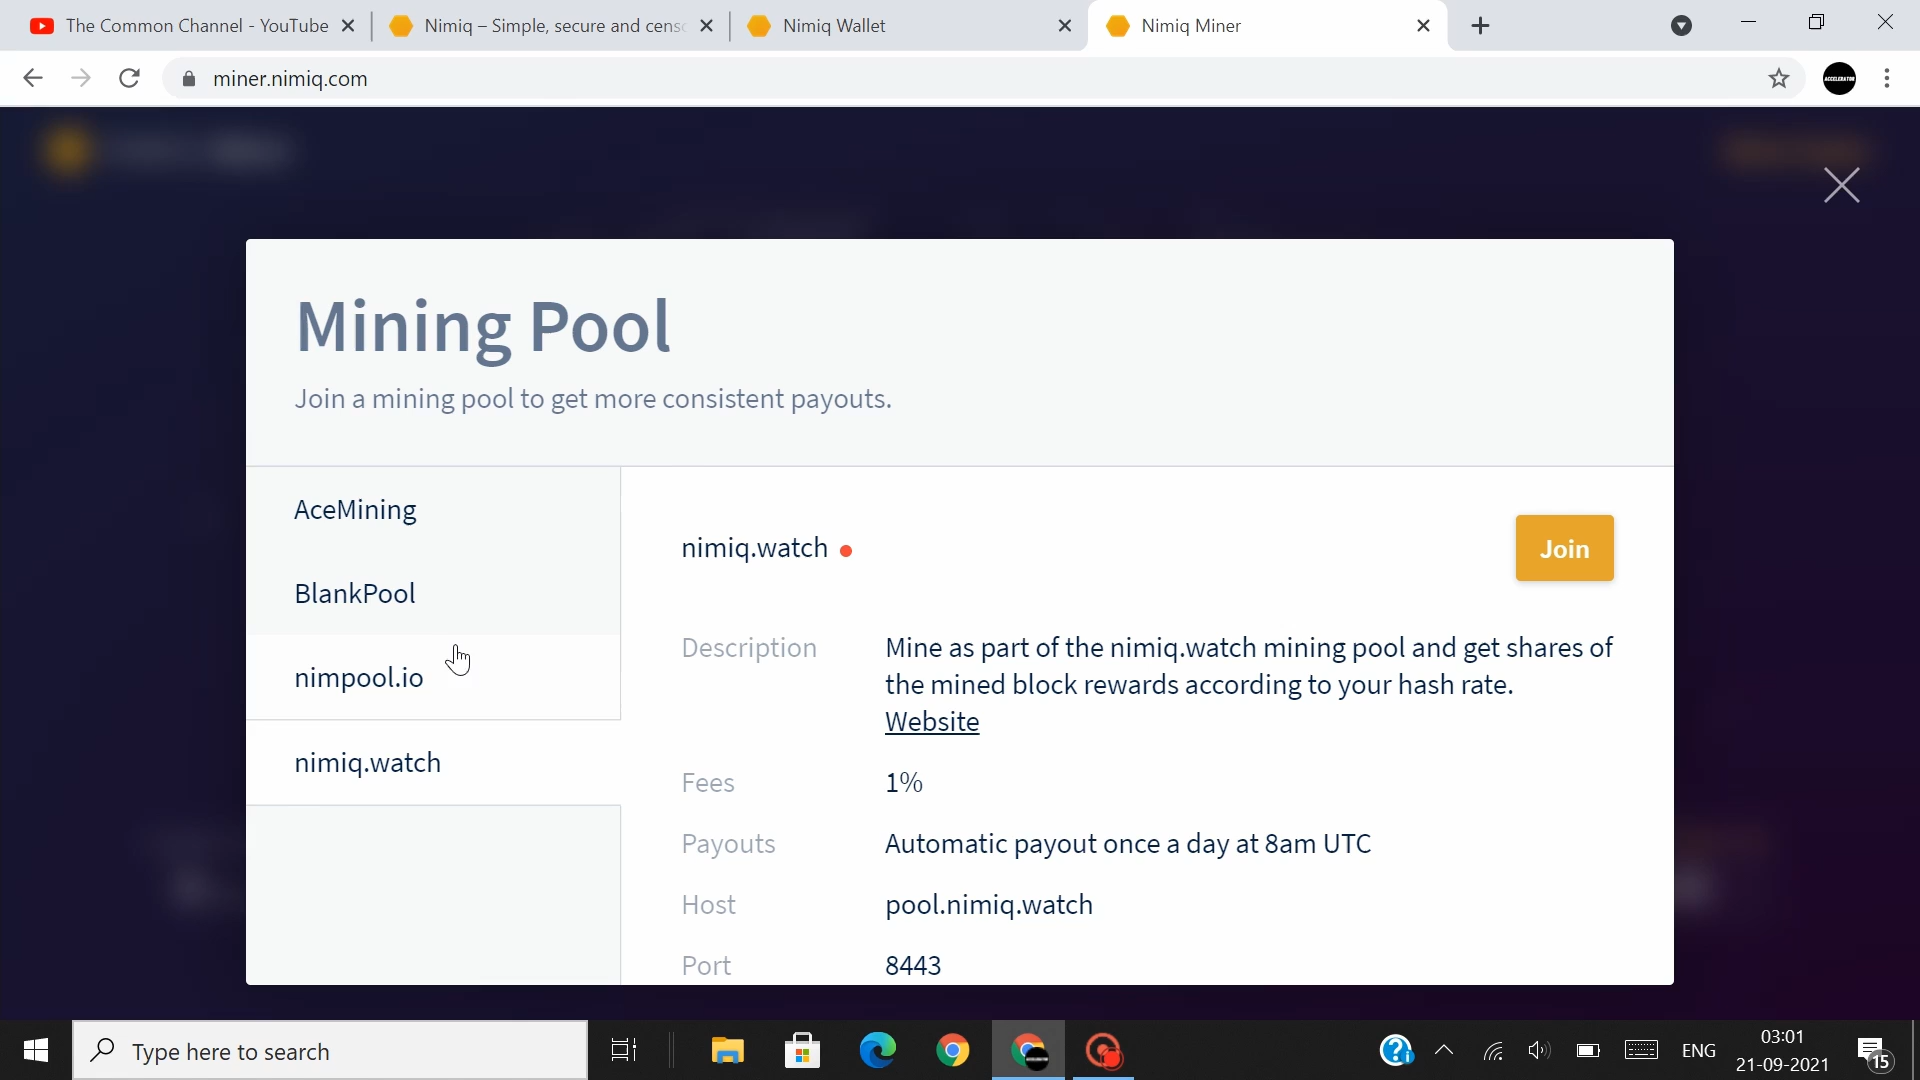 The Common Channel - YouTube
Nimiq – Simple, secure and censo
Nimiq Wallet
Nimiq Miner
miner.nimiq.com
ACCELERATOR
Mining Pool
Join a mining pool to get more consistent payouts.
AceMining
BlankPool
nimpool.io
nimiq.watch
nimiq.watch
Join
Description
Mine as part of the nimiq.watch mining pool and get shares of
the mined block rewards according to your hash rate.
Website
Fees
1%
Payouts
Automatic payout once a day at 8am UTC
Host
pool.nimiq.watch
Port
8443
Type here to search
ENG
03:01
21-09-2021
15